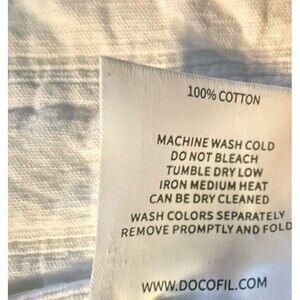 100% COTTON
MACHINE WASH COLD
DO NOT BLEACH
TUMBLE DRY LOW
IRON MEDIUM HEAT
CAN BE DRY CLEANED
WASH COLORS SEPARATELY
REMOVE PROMPTLY AND FOLD
WWW.DOCOFIL.COM